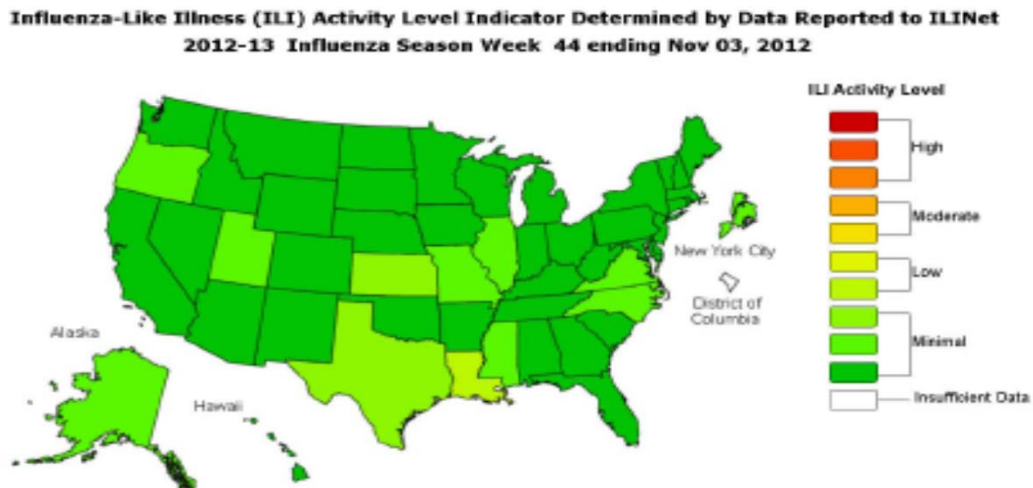 Influenza-Like Illness (ILI) Activity Level Indicator Determined by Data Reported to ILINet
2012-13 Influenza Season Week 44 ending Nov 03, 2012
ILI Activity Level
High
Moderate
Low
Minimal
Insufficient Data
New York City
District of
Columbia
Alaska
Hawaii